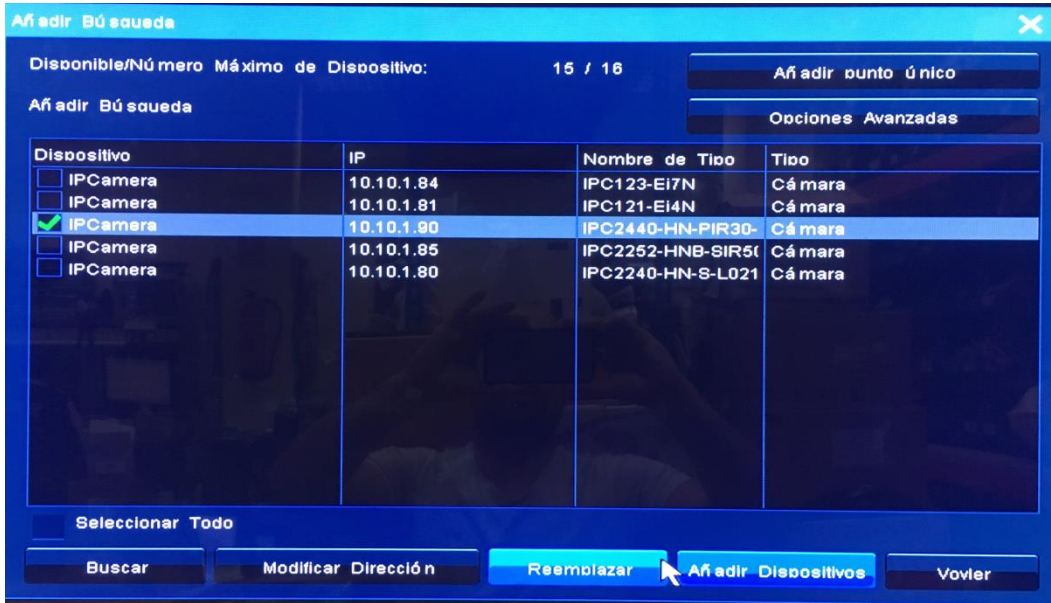 Añadir Búsqueda
Disponible/Número Máximo de Dispositivo: 15 / 16
Añadir punto único
Añadir Búsqueda
Opciones Avanzadas
Dispositivo IP Nombre de Tipo Tipo
IPCamera 10.10.1.84 IPC123-Ei7N Cámara
IPCamera 10.10.1.81 IPC121-Ei4N Cámara
IPCamera 10.10.1.90 IPC2440-HN-PIR30- Cámara
IPCamera 10.10.1.85 IPC2252-HNB-SIR50 Cámara
IPCamera 10.10.1.80 IPC2240-HN-S-L021 Cámara
Seleccionar Todo
Buscar Modificar Dirección Reemplazar Añadir Dispositivos Vovler